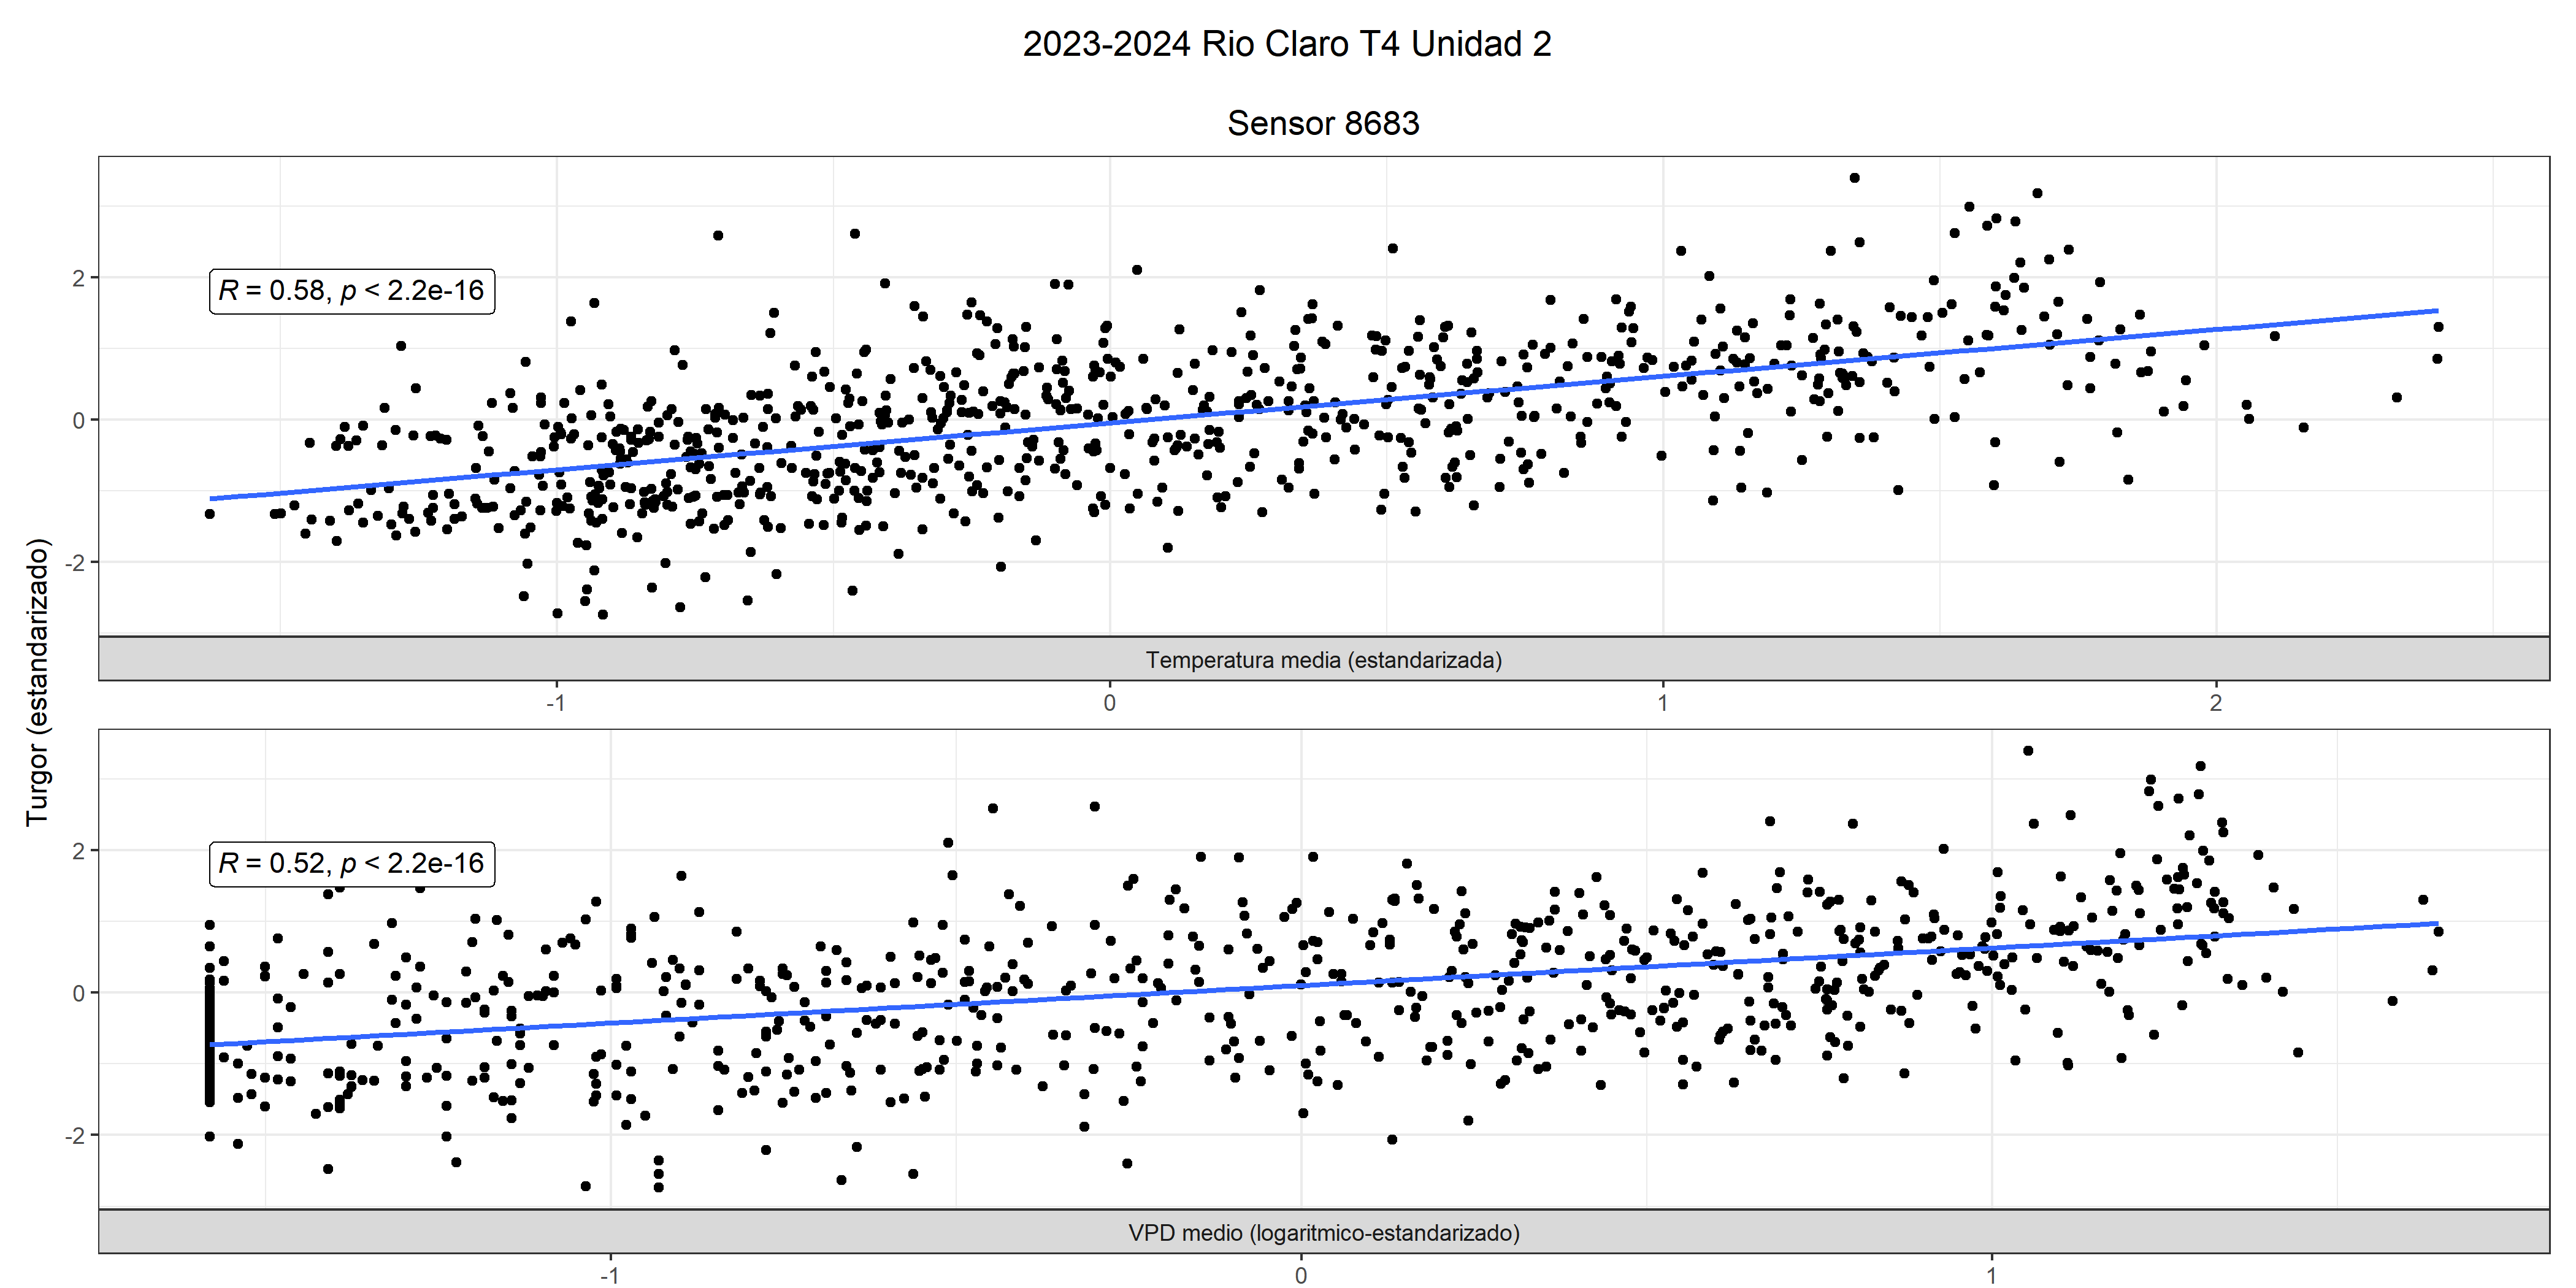 2023-2024 Rio Claro T4 Unidad 2
Sensor 8683
Turgor (estandarizado)
2
0
-2
R = 0.58, p < 2.2e-16
Temperatura media (estandarizada)
-1 0 1 2
2
0
-2
R = 0.52, p < 2.2e-16
VPD medio (logaritmico-estandarizado)
-1 0 1